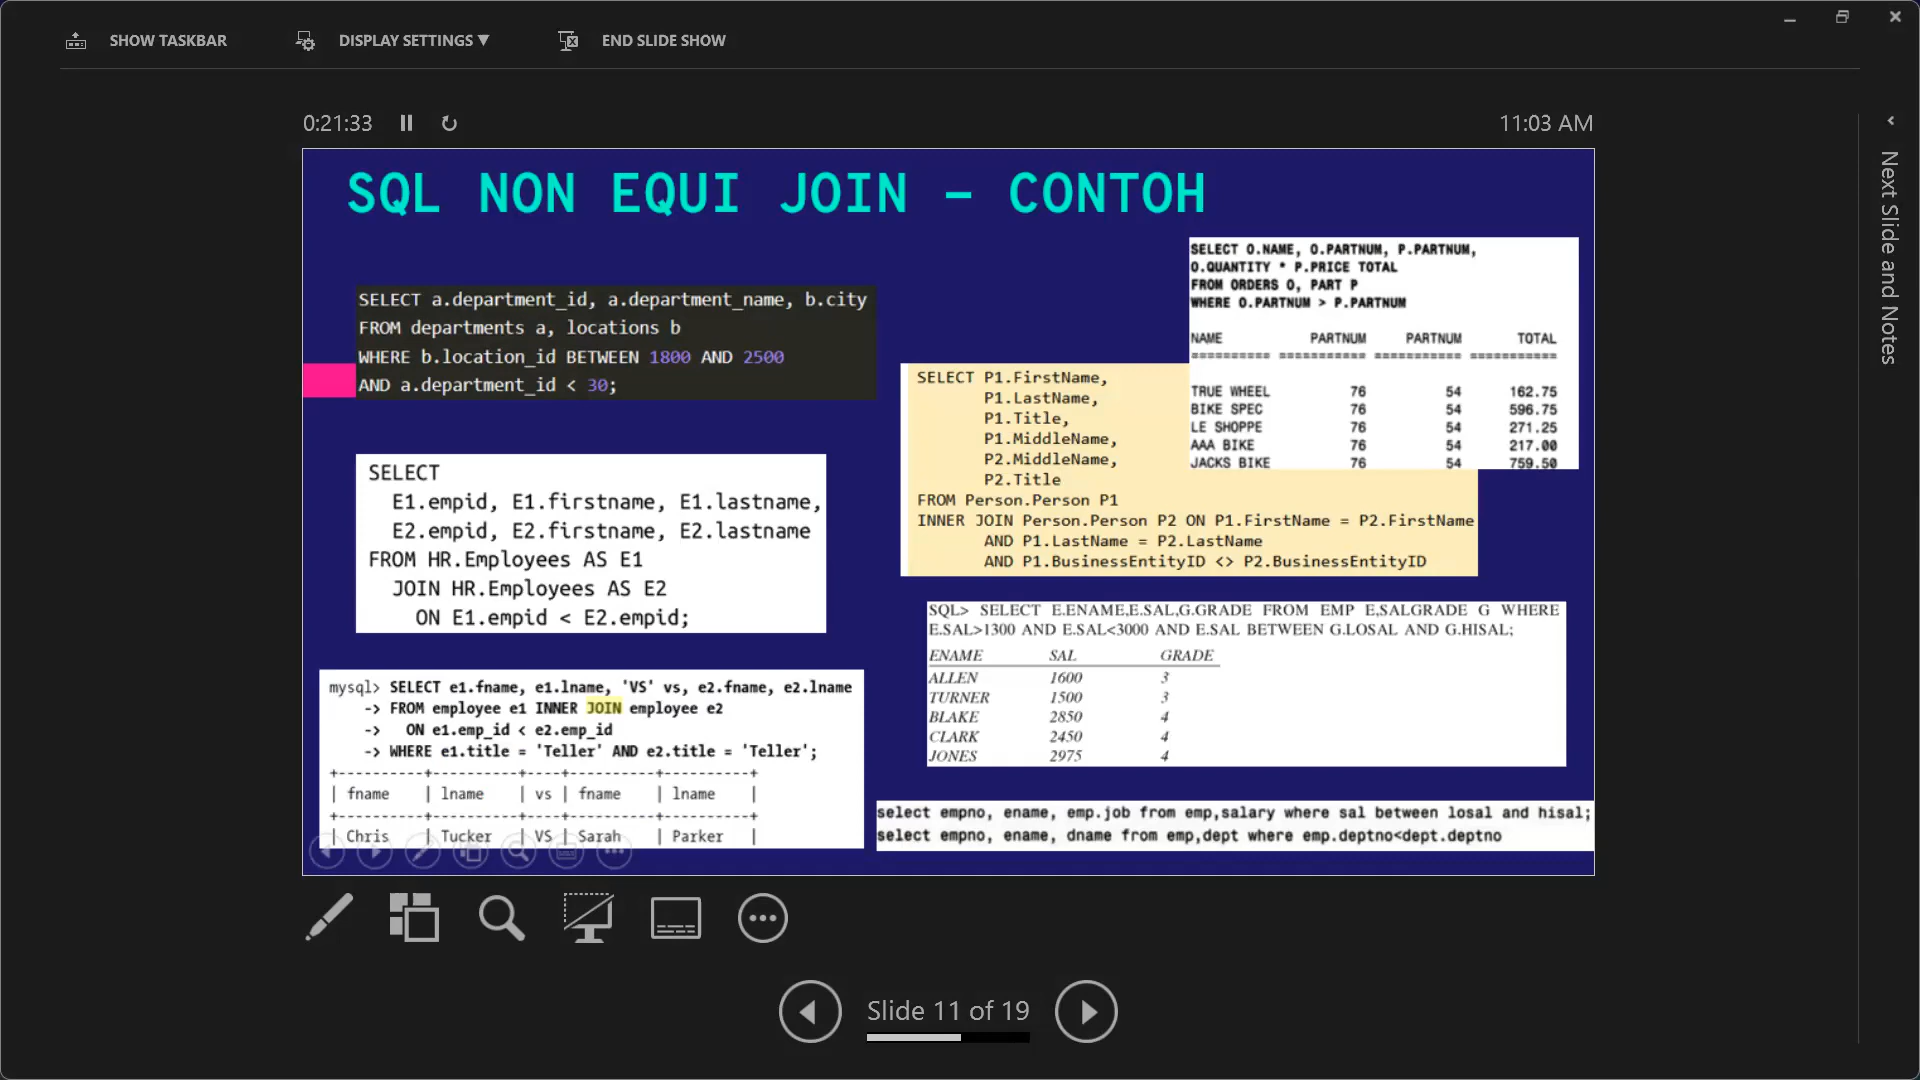 SHOW TASKBAR
DISPLAY SETTINGS ▼
END SLIDE SHOW
0:21:33
11:03 AM
Next Slide and Notes
SQL NON EQUI JOIN – CONTOH
SELECT a.department_id, a.department_name, b.city
FROM departments a, locations b
WHERE b.location_id BETWEEN 1800 AND 2500
AND a.department_id < 30;
SELECT O.NAME, O.PARTNUM, P.PARTNUM,
O.QUANTITY * P.PRICE TOTAL
FROM ORDERS O, PART P
WHERE O.PARTNUM > P.PARTNUM
NAME PARTNUM PARTNUM TOTAL
========== =========== =========== ===========
TRUE WHEEL 76 54 162.75
BIKE SPEC 76 54 596.75
LE SHOPPE 76 54 271.25
AAA BIKE 76 54 217.00
JACKS BIKE 76 54 759.50
SELECT P1.FirstName,
P1.LastName,
P1.Title,
P1.MiddleName,
P2.MiddleName,
P2.Title
FROM Person.Person P1
INNER JOIN Person.Person P2 ON P1.FirstName = P2.FirstName
AND P1.LastName = P2.LastName
AND P1.BusinessEntityID <> P2.BusinessEntityID
SELECT
E1.empid, E1.firstname, E1.lastname,
E2.empid, E2.firstname, E2.lastname
FROM HR.Employees AS E1
JOIN HR.Employees AS E2
ON E1.empid < E2.empid;
SQL> SELECT E.ENAME,E.SAL,G.GRADE FROM EMP E,SALGRADE G WHERE
E.SAL>1300 AND E.SAL<3000 AND E.SAL BETWEEN G.LOSAL AND G.HISAL;
ENAME SAL GRADE
ALLEN 1600 3
TURNER 1500 3
BLAKE 2850 4
CLARK 2450 4
JONES 2975 4
mysql> SELECT e1.fname, e1.lname, 'VS' vs, e2.fname, e2.lname
-> FROM employee e1 INNER JOIN employee e2
-> ON e1.emp_id < e2.emp_id
-> WHERE e1.title = 'Teller' AND e2.title = 'Teller';
+----------+----------+----+----------+----------+
| fname | lname | vs | fname | lname |
+----------+----------+----+----------+----------+
| Chris | Tucker | VS | Sarah | Parker |
select empno, ename, emp.job from emp,salary where sal between losal and hisal;
select empno, ename, dname from emp,dept where emp.deptno<dept.deptno
Slide 11 of 19